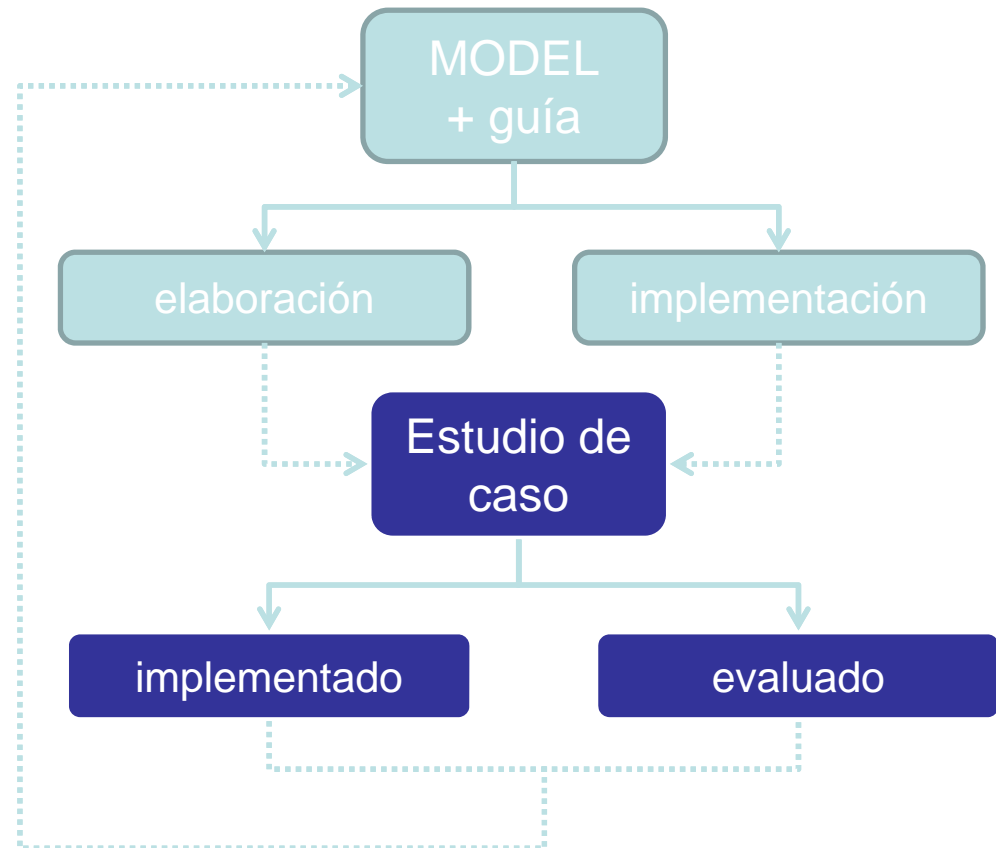 MODEL
+ guía
elaboración
implementación
Estudio de
caso
implementado
evaluado